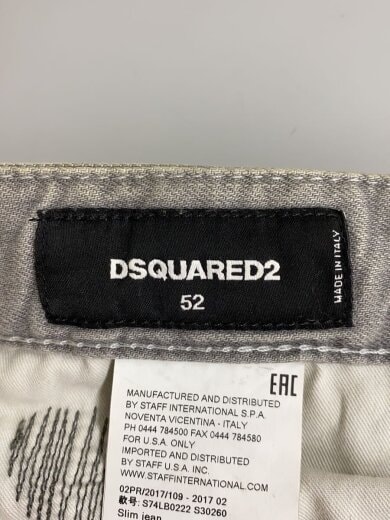 DSQUARED2
52
MADE IN ITALY
EAC
MANUFACTURED AND DISTRIBUTED
BY STAFF INTERNATIONAL S.P.A.
NOVENTA VICENTINA - ITALY
PH 0444 784500 FAX 0444 784580
FOR U.S.A. ONLY
IMPORTED AND DISTRIBUTED
BY STAFF U.S.A. INC.
WWW.STAFFINTERNATIONAL.COM
02PR/2017/109 - 2017 02
款号: S74LB0222 S30260
Slim jean